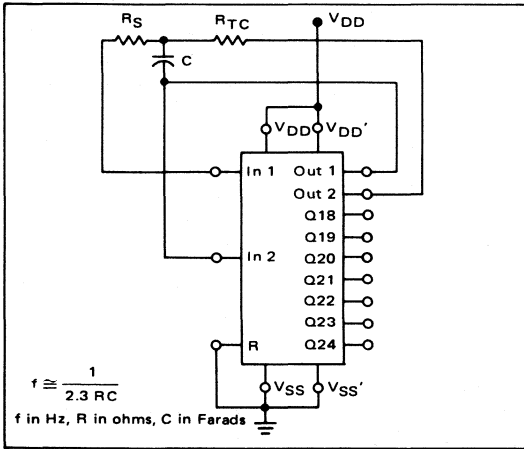 R_S R_TC V_DD
C
V_DD V_DD'
In 1 Out 1
Out 2
Q18
Q19
In 2 Q20
Q21
Q22
Q23
R Q24
V_SS V_SS'
f ≅ 1 / 2.3 RC
f in Hz, R in ohms, C in Farads